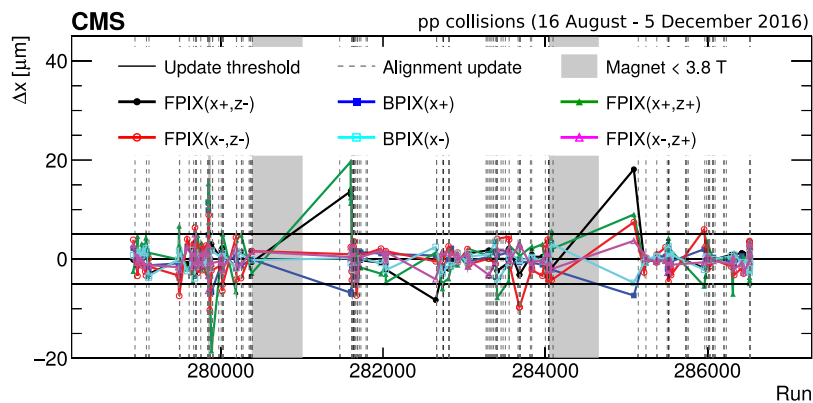 CMS pp collisions (16 August - 5 December 2016)
Δx [μm]
40
20
0
−20
Update threshold Alignment update Magnet < 3.8 T
FPIX(x+,z-) BPIX(x+) FPIX(x+,z+)
FPIX(x-,z-) BPIX(x-) FPIX(x-,z+)
280000 282000 284000 286000
Run